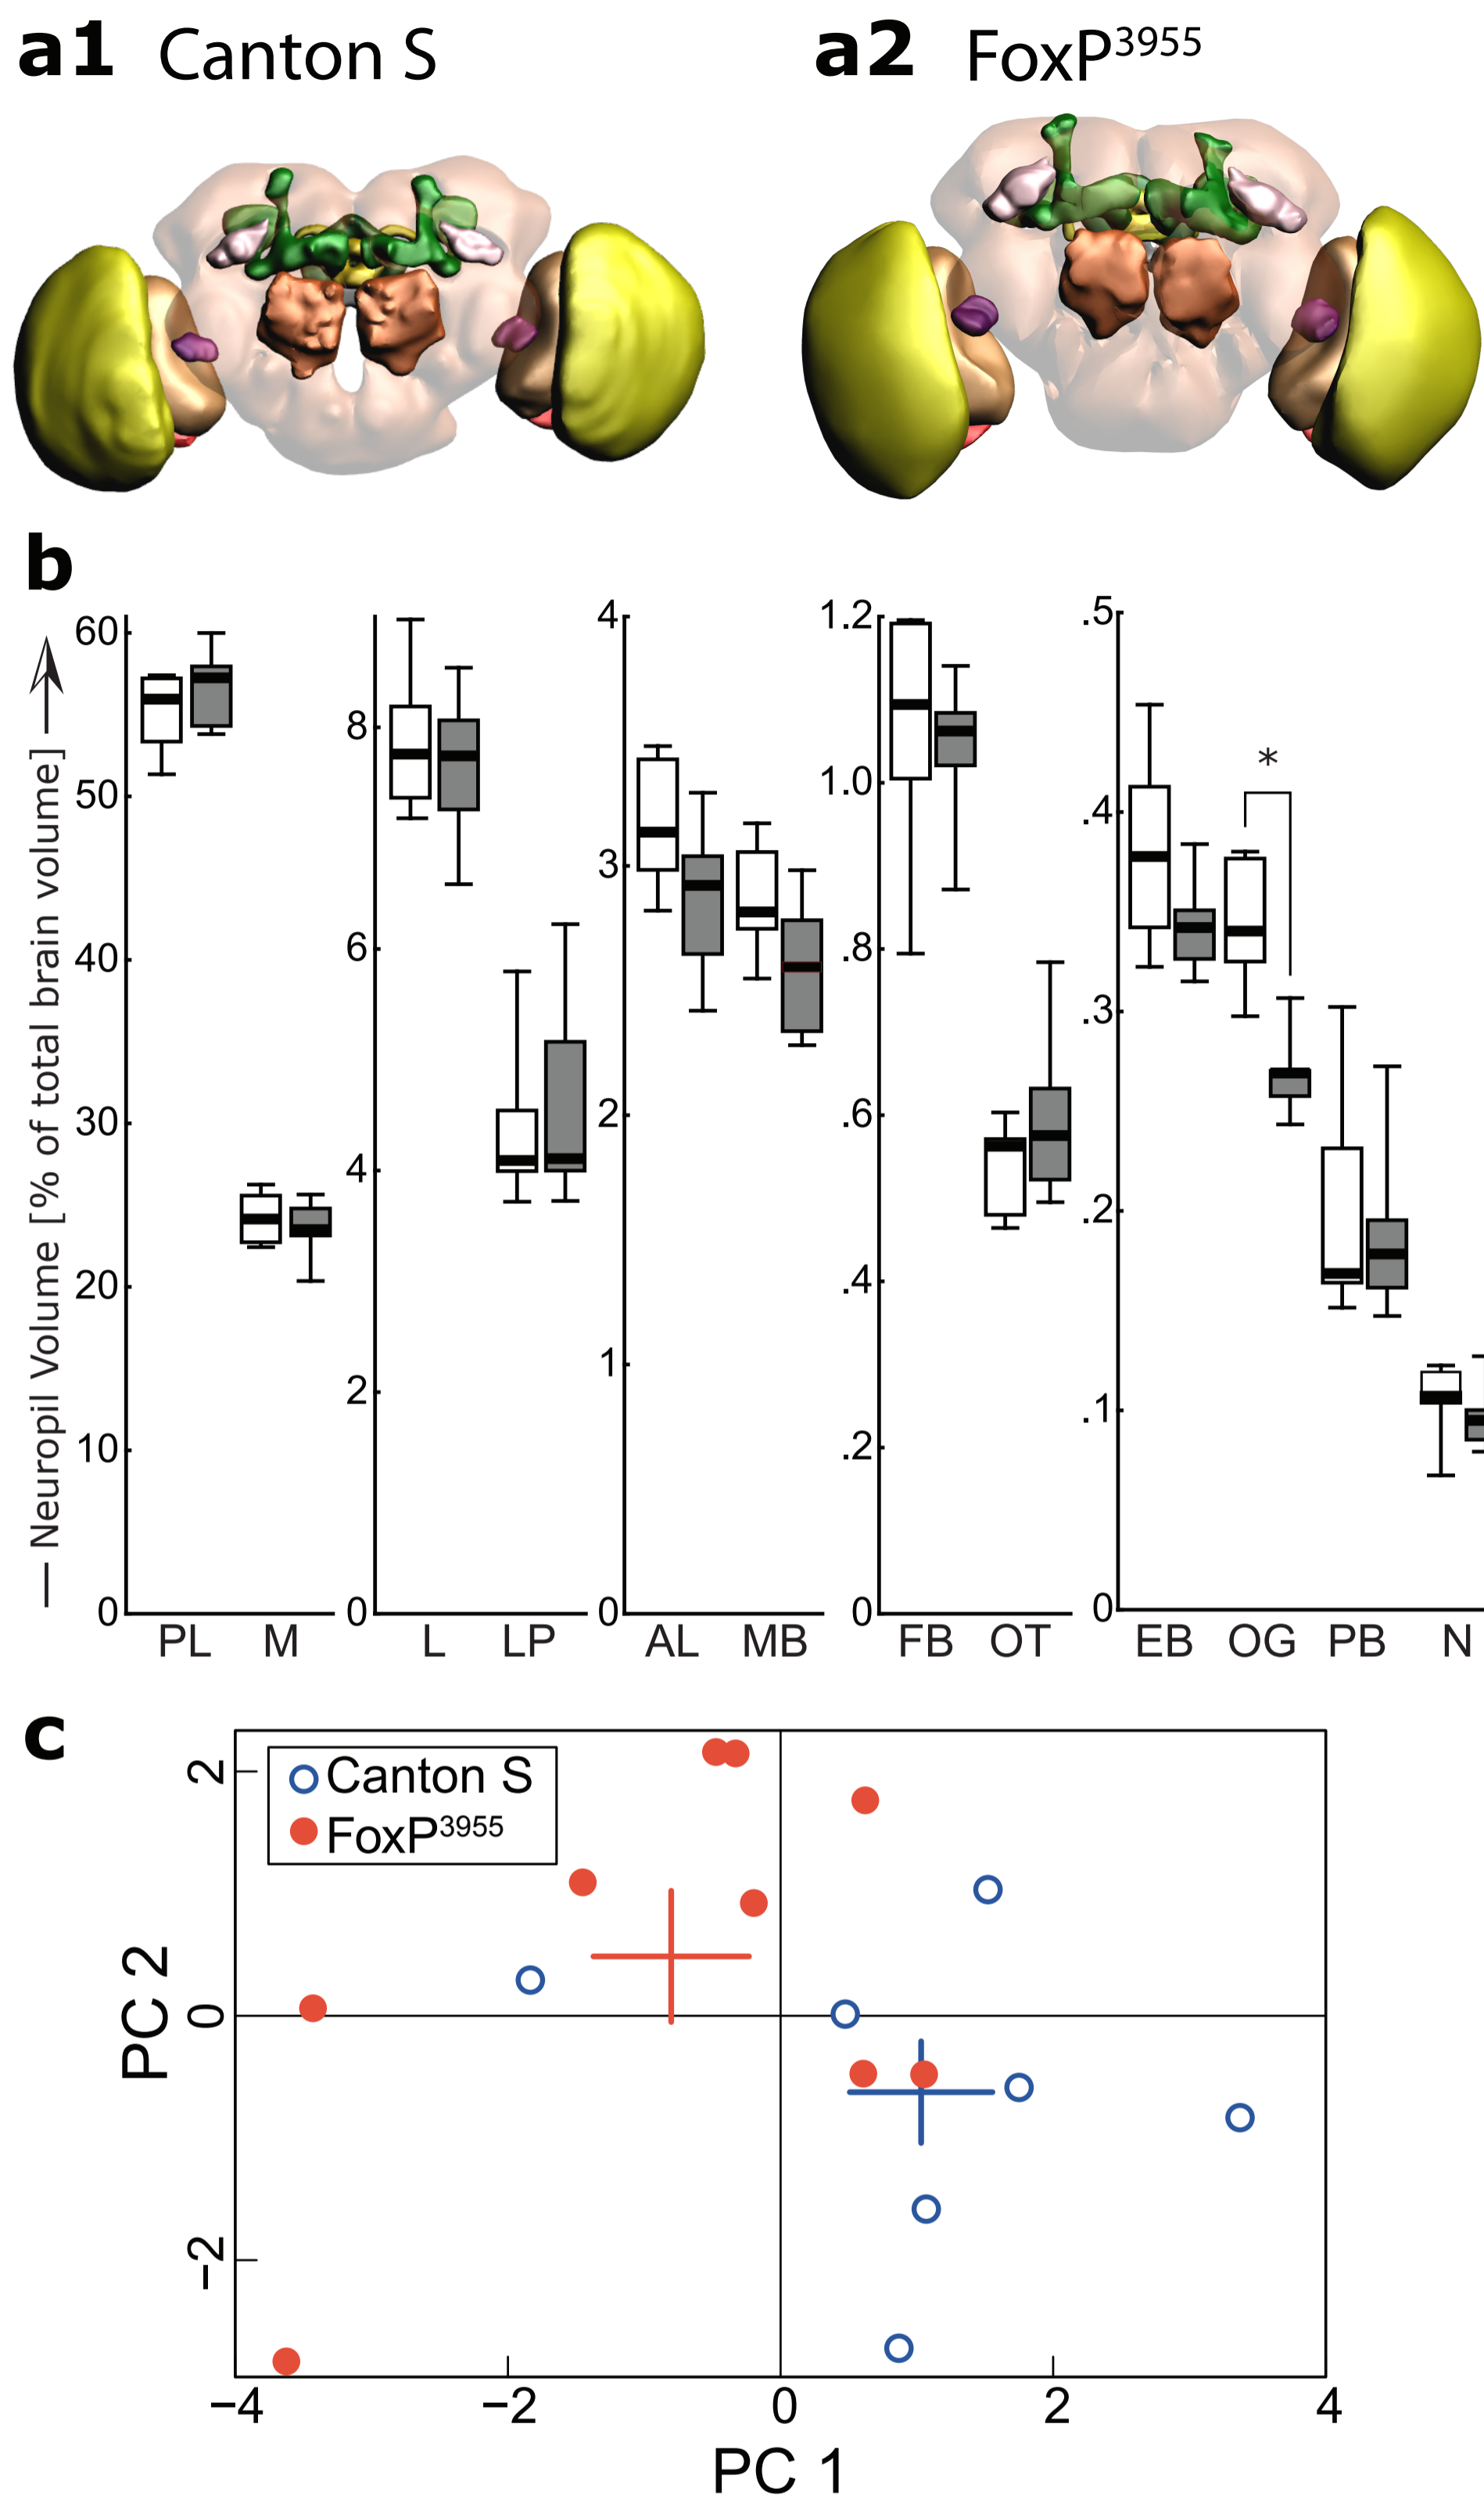 a1 Canton S
a2 FoxP³⁹⁵⁵
b
— Neuropil Volume [% of total brain volume] —
60
50
40
30
20
10
0
PL M
8
6
4
2
0
L LP
4
3
2
1
0
AL MB
1.2
1.0
.8
.6
.4
.2
0
FB OT
.5
.4
.3
.2
.1
0
*
EB OG PB N
c
Canton S
FoxP³⁹⁵⁵
PC 2
2
0
−2
−4 −2 0 2 4
PC 1